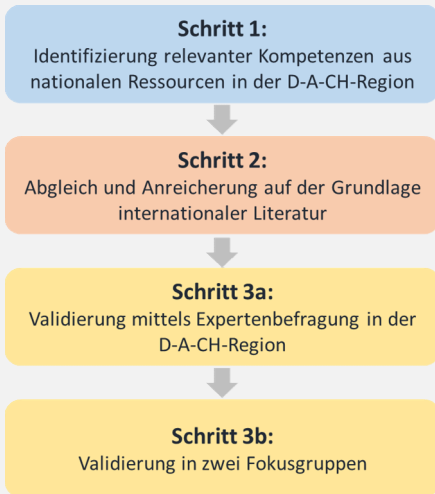 Schritt 1:
Identifizierung relevanter Kompetenzen aus
nationalen Ressourcen in der D-A-CH-Region
Schritt 2:
Abgleich und Anreicherung auf der Grundlage
internationaler Literatur
Schritt 3a:
Validierung mittels Expertenbefragung in der
D-A-CH-Region
Schritt 3b:
Validierung in zwei Fokusgruppen